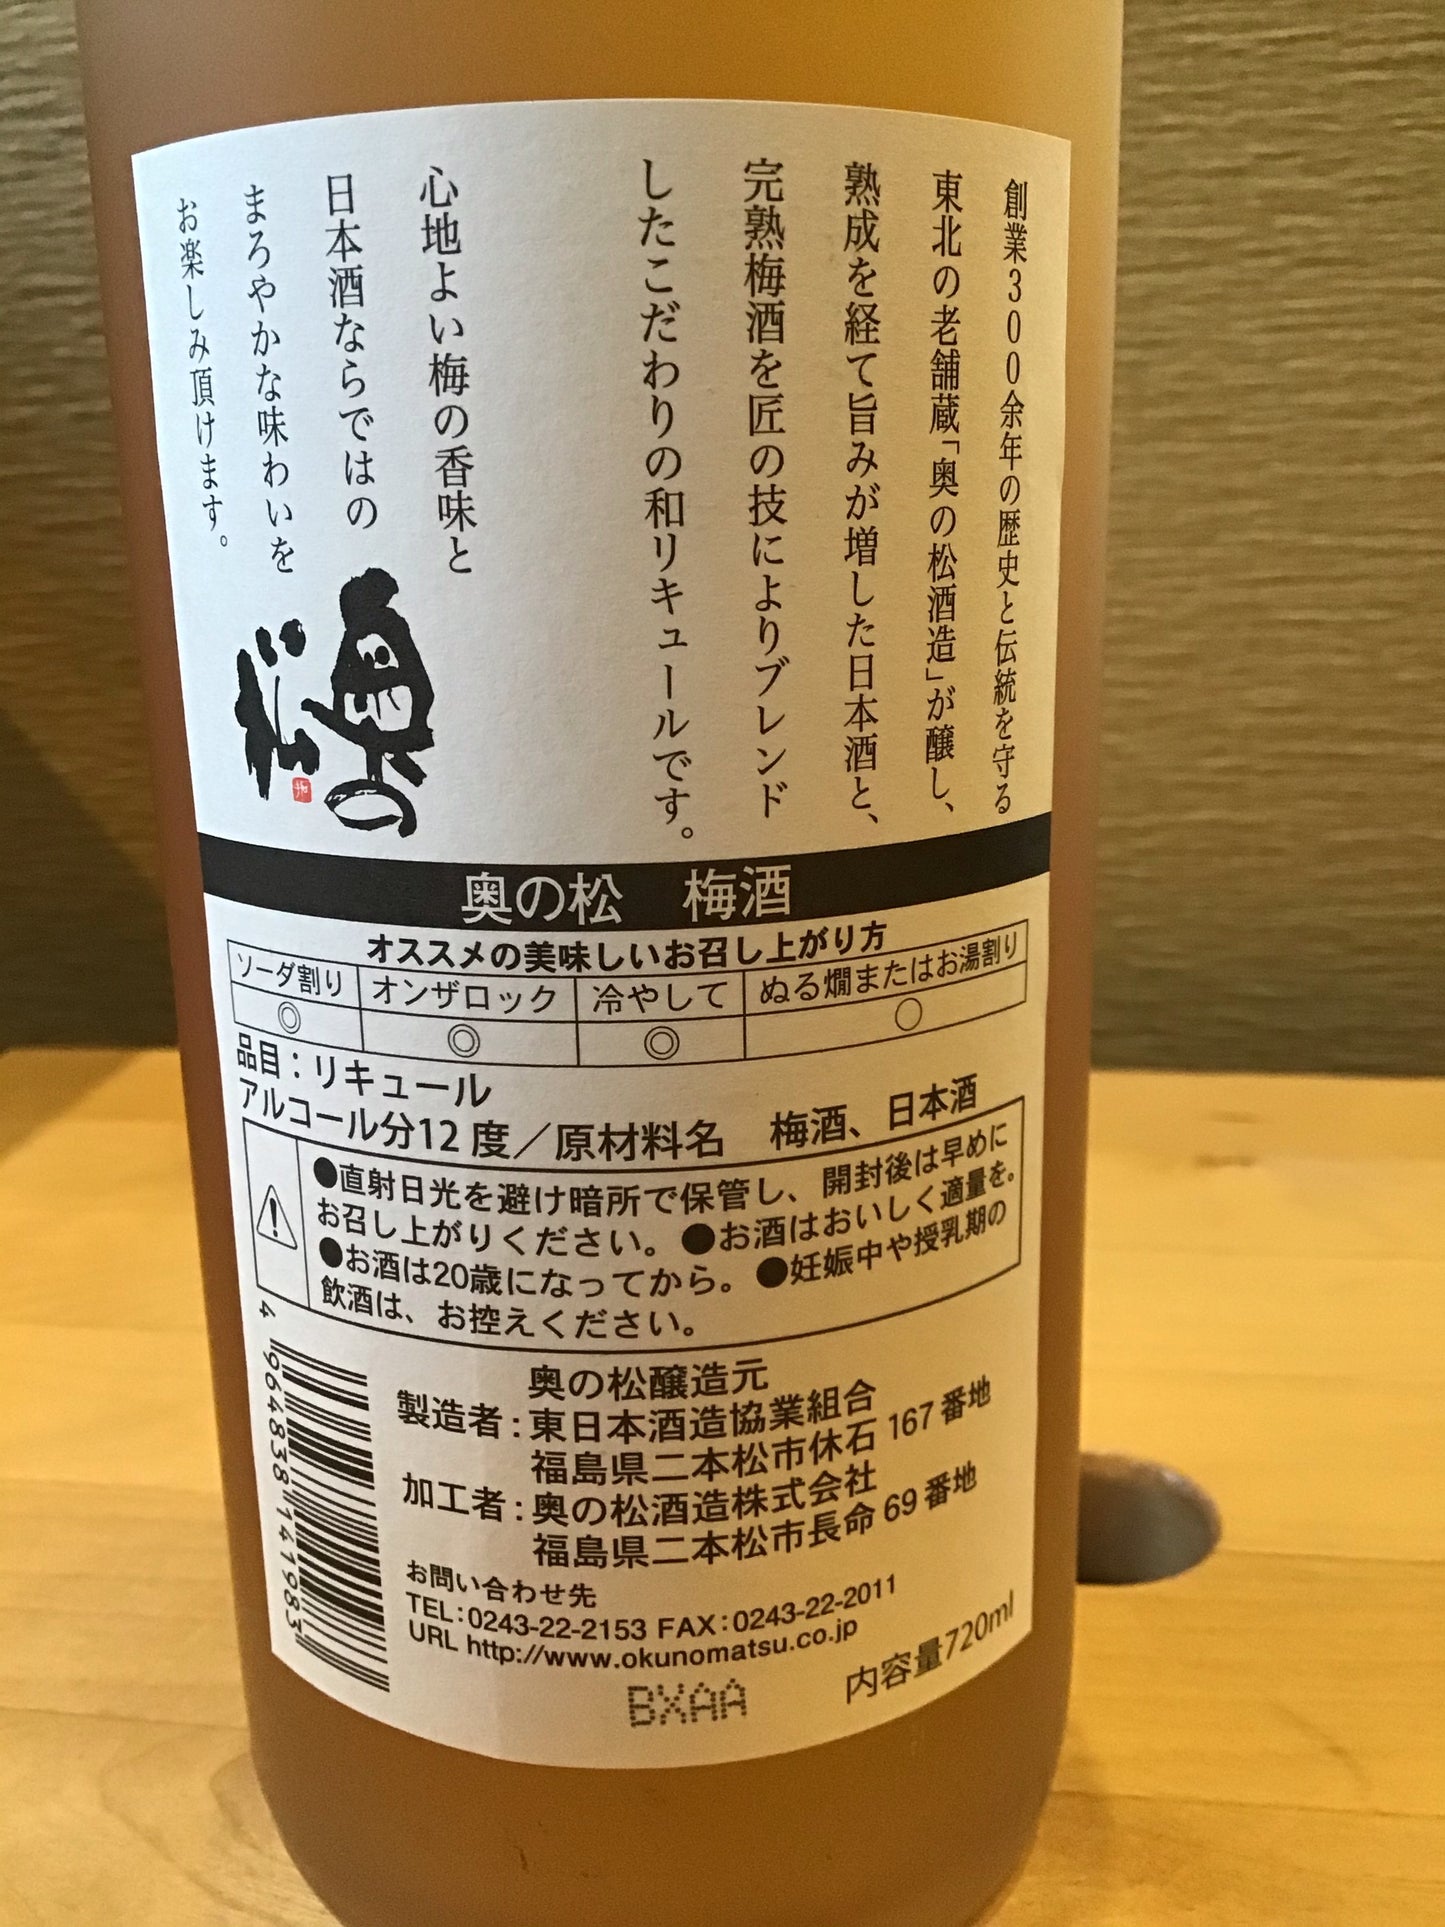 創業300余年の歴史と伝統を守る
東北の老舗蔵「奥の松酒造」が醸し、
熟成を経て旨みが増した日本酒と、
完熟梅酒を匠の技によりブレンド
したこだわりの和リキュールです。
心地よい梅の香味と
日本酒ならではの
まろやかな味わいを
お楽しみ頂けます。
奥の松
奥の松 梅酒
オススメの美味しいお召し上がり方
ソーダ割り オンザロック 冷やして ぬる燗またはお湯割り
◎ ◎ ◎ ○
品目：リキュール
アルコール分12度／原材料名 梅酒、日本酒
●直射日光を避け暗所で保管し、開封後は早めに
お召し上がりください。●お酒はおいしく適量を。
●お酒は20歳になってから。●妊娠中や授乳期の
飲酒は、お控えください。
奥の松醸造元
製造者：東日本酒造協業組合
福島県二本松市休石167番地
加工者：奥の松酒造株式会社
福島県二本松市長命69番地
お問い合わせ先
TEL：0243-22-2153 FAX：0243-22-2011
URL http://www.okunomatsu.co.jp
内容量720ml
BXAA
4 964838 141983